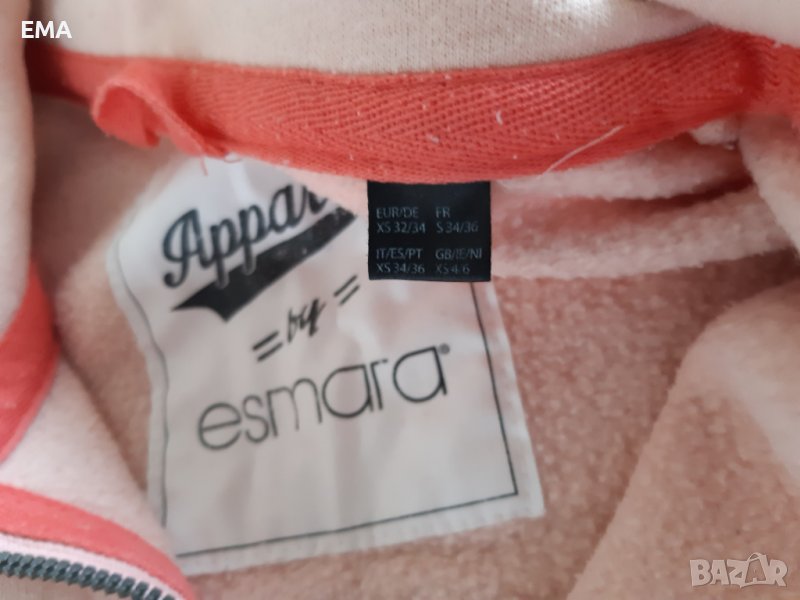 EMA
Appar
EUR/DE FR
XS 32/34 S 34/36
IT/ES/PT GB/IE/NI
XS 34/36 XS 4/6
= by =
esmara®
BAZAR